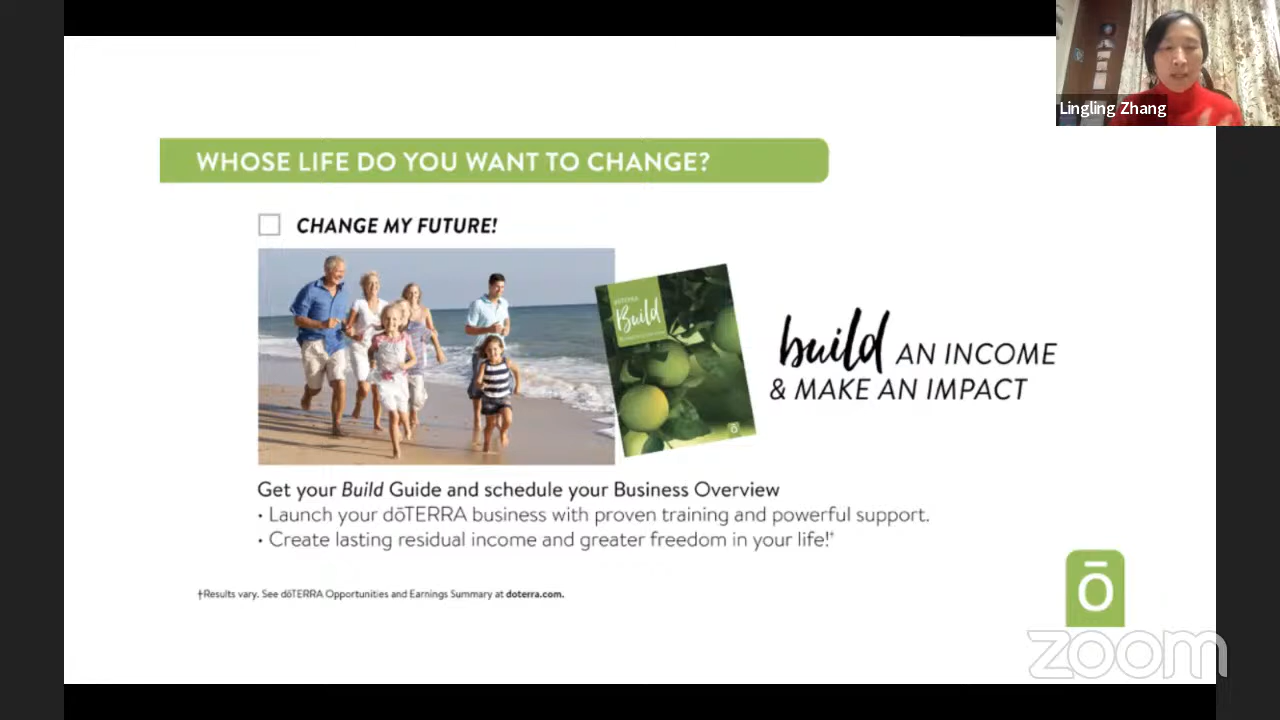 Lingling Zhang
WHOSE LIFE DO YOU WANT TO CHANGE?
CHANGE MY FUTURE!
dōTERRA
Build
build AN INCOME
& MAKE AN IMPACT
Get your Build Guide and schedule your Business Overview
• Launch your dōTERRA business with proven training and powerful support.
• Create lasting residual income and greater freedom in your life!†
†Results vary. See dōTERRA Opportunities and Earnings Summary at doterra.com.
ō
zoom